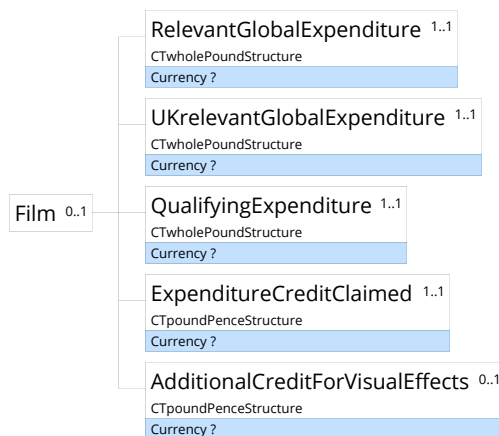 RelevantGlobalExpenditure 1..1
CTwholePoundStructure
Currency ?
UKrelevantGlobalExpenditure 1..1
CTwholePoundStructure
Currency ?
Film 0..1
QualifyingExpenditure 1..1
CTwholePoundStructure
Currency ?
ExpenditureCreditClaimed 1..1
CTpoundPenceStructure
Currency ?
AdditionalCreditForVisualEffects 0..1
CTpoundPenceStructure
Currency ?